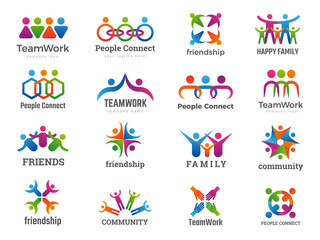 TeamWork
People Connect
friendship
HAPPY FAMILY
People Connect
TEAMWORK
People Connect
TeamWork
FRIENDS
friendship
FAMILY
community
friendship
COMMUNITY
TeamWork
PEOPLE CONNECT